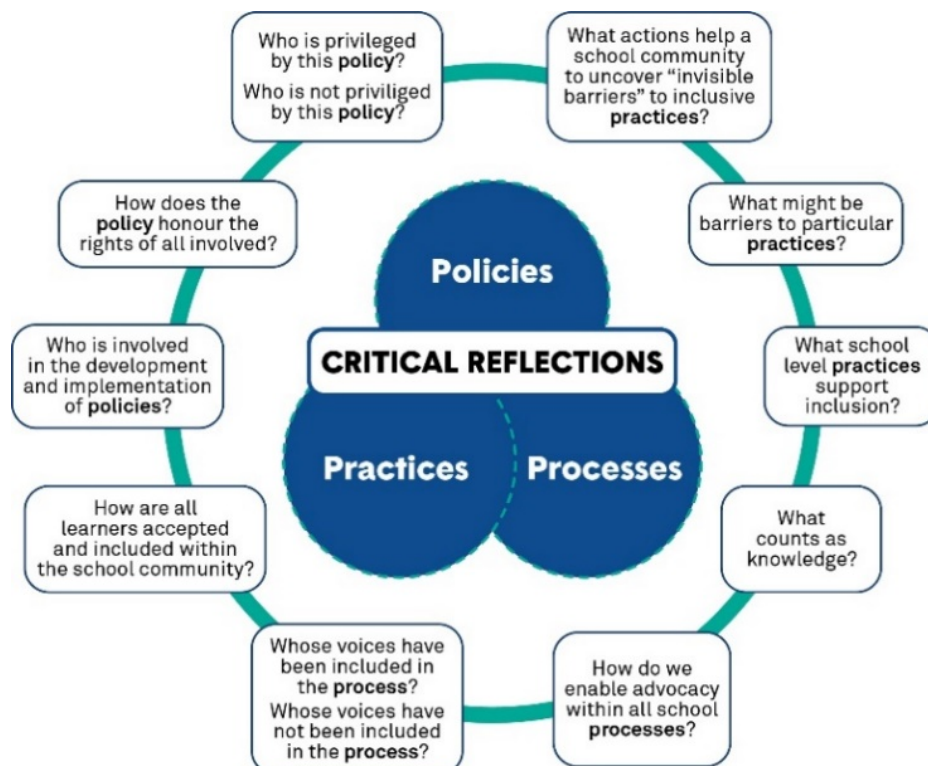 Who is privileged
by this policy?
Who is not priviliged
by this policy?
What actions help a
school community
to uncover “invisible
barriers” to inclusive
practices?
How does the
policy honour the
rights of all involved?
What might be
barriers to particular
practices?
Policies
CRITICAL REFLECTIONS
Practices
Processes
Who is involved
in the development
and implementation
of policies?
What school
level practices
support
inclusion?
How are all
learners accepted
and included within
the school community?
What
counts as
knowledge?
Whose voices have
been included in
the process?
Whose voices have
not been included
in the process?
How do we
enable advocacy
within all school
processes?